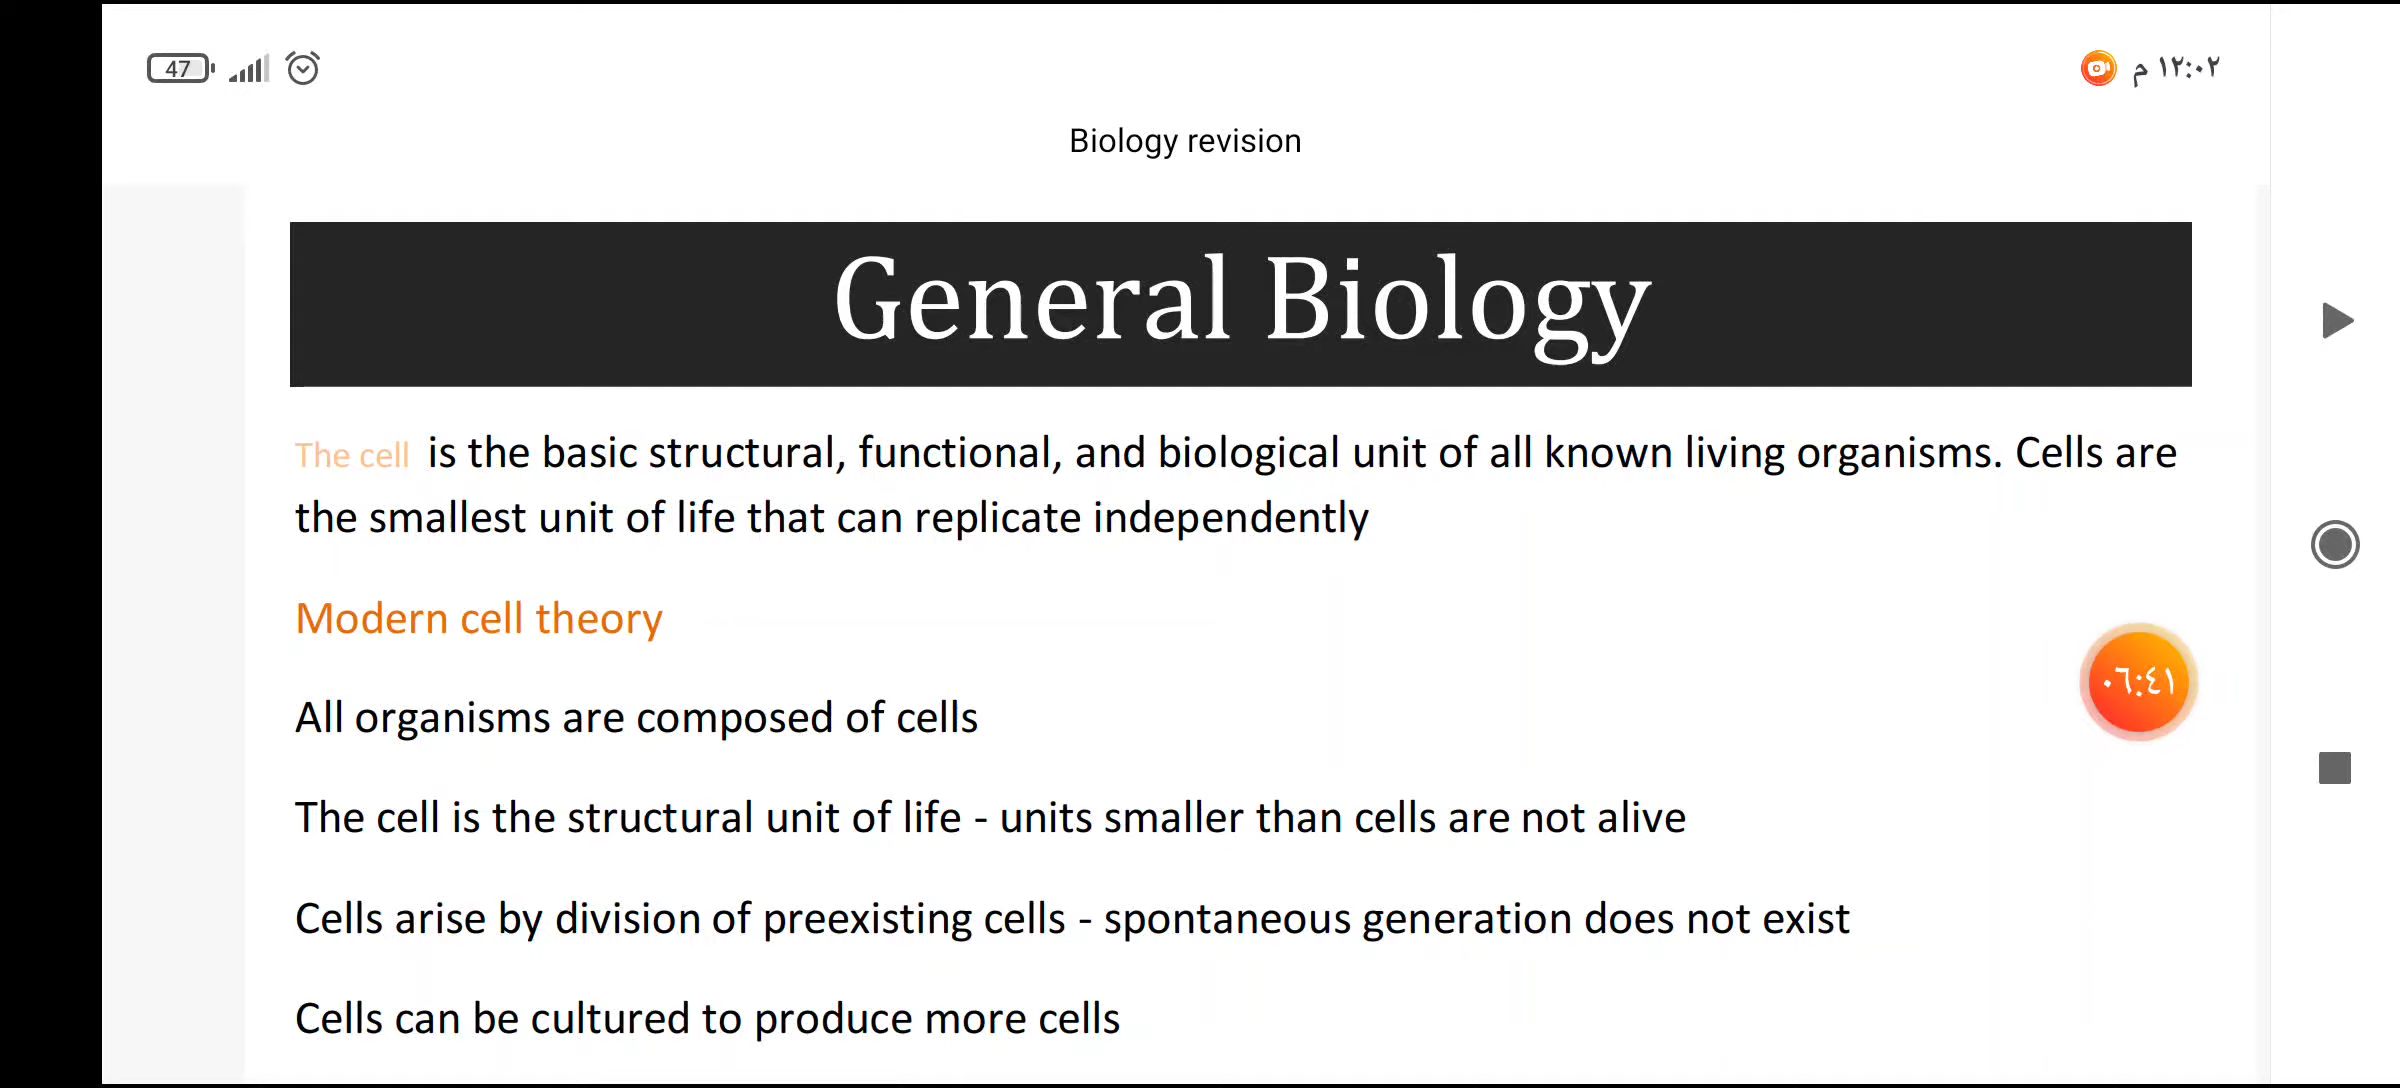 47
م ١٢:٠٢
Biology revision
General Biology
The cell is the basic structural, functional, and biological unit of all known living organisms. Cells are
the smallest unit of life that can replicate independently
Modern cell theory
٠٦:٤١
All organisms are composed of cells
The cell is the structural unit of life - units smaller than cells are not alive
Cells arise by division of preexisting cells - spontaneous generation does not exist
Cells can be cultured to produce more cells